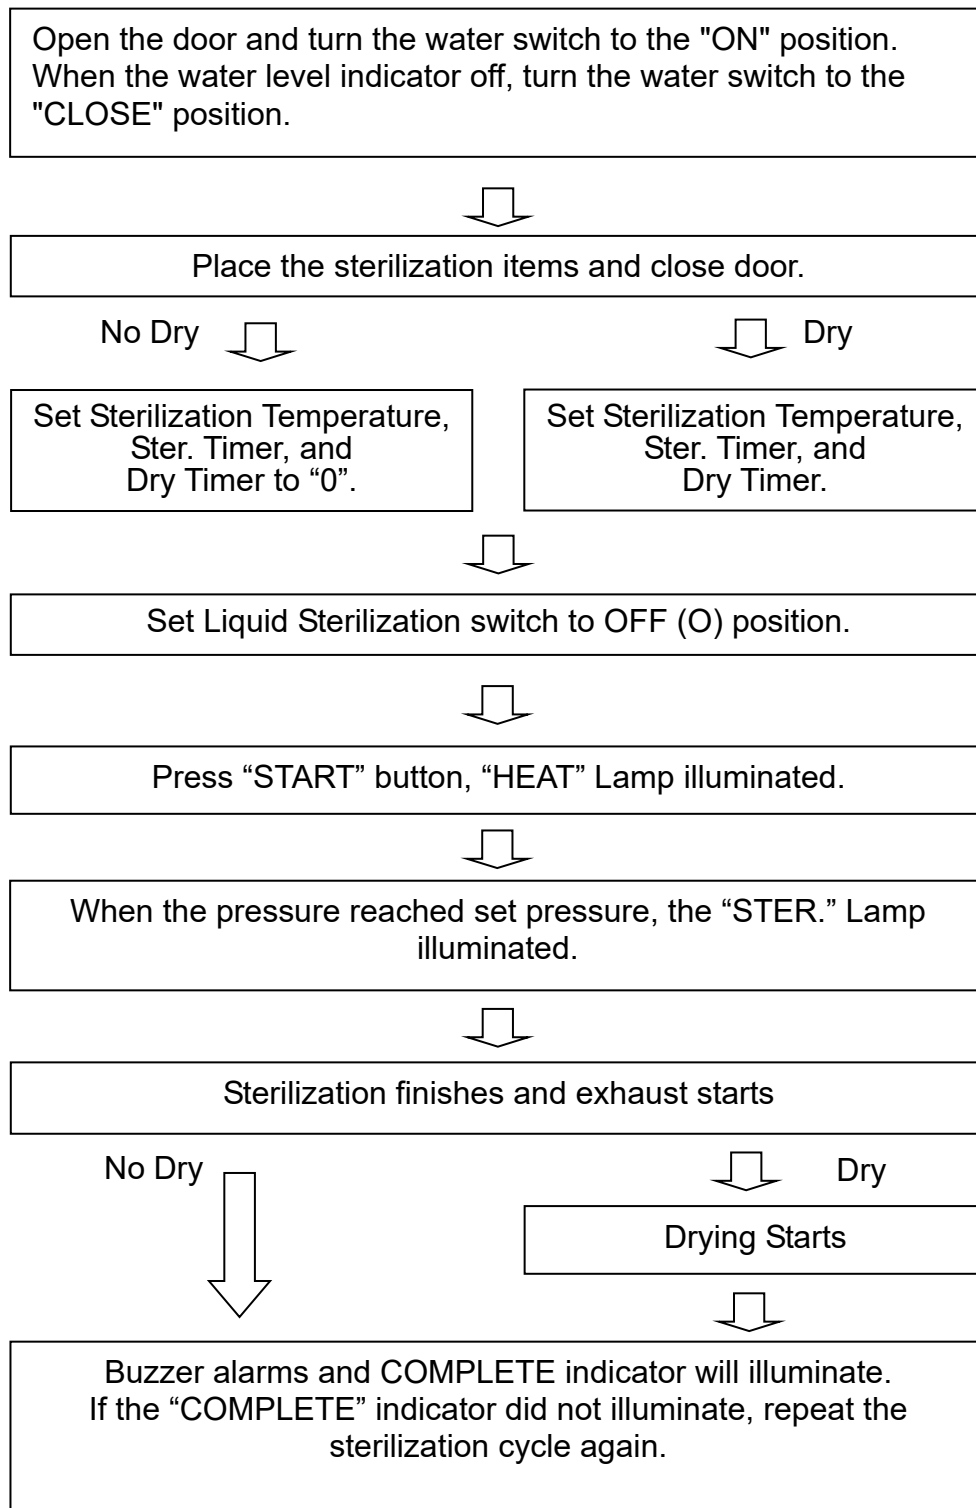 Open the door and turn the water switch to the "ON" position.
When the water level indicator off, turn the water switch to the
"CLOSE" position.
Place the sterilization items and close door.
No Dry
Dry
Set Sterilization Temperature,
Ster. Timer, and
Dry Timer to “0”.
Set Sterilization Temperature,
Ster. Timer, and
Dry Timer.
Set Liquid Sterilization switch to OFF (O) position.
Press “START” button, “HEAT” Lamp illuminated.
When the pressure reached set pressure, the “STER.” Lamp
illuminated.
Sterilization finishes and exhaust starts
No Dry
Dry
Drying Starts
Buzzer alarms and COMPLETE indicator will illuminate.
If the “COMPLETE” indicator did not illuminate, repeat the
sterilization cycle again.